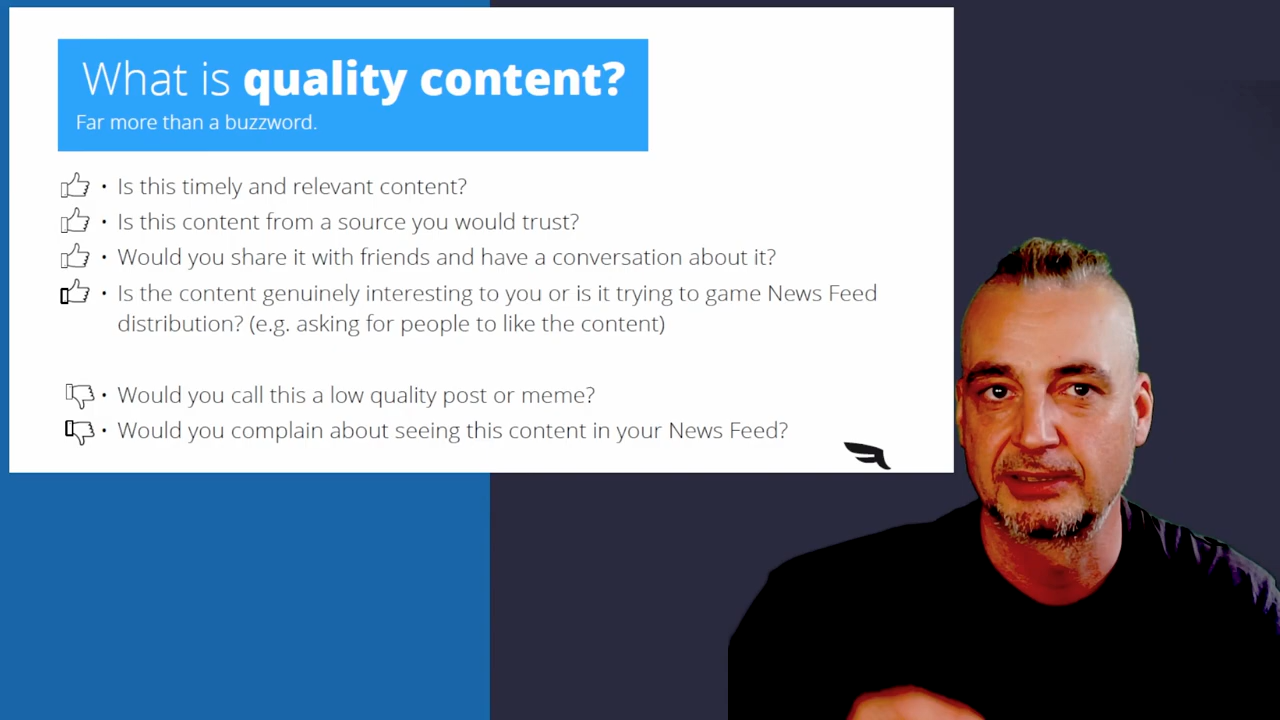 What is quality content?
Far more than a buzzword.
• Is this timely and relevant content?
• Is this content from a source you would trust?
• Would you share it with friends and have a conversation about it?
• Is the content genuinely interesting to you or is it trying to game News Feed
distribution? (e.g. asking for people to like the content)
• Would you call this a low quality post or meme?
• Would you complain about seeing this content in your News Feed?